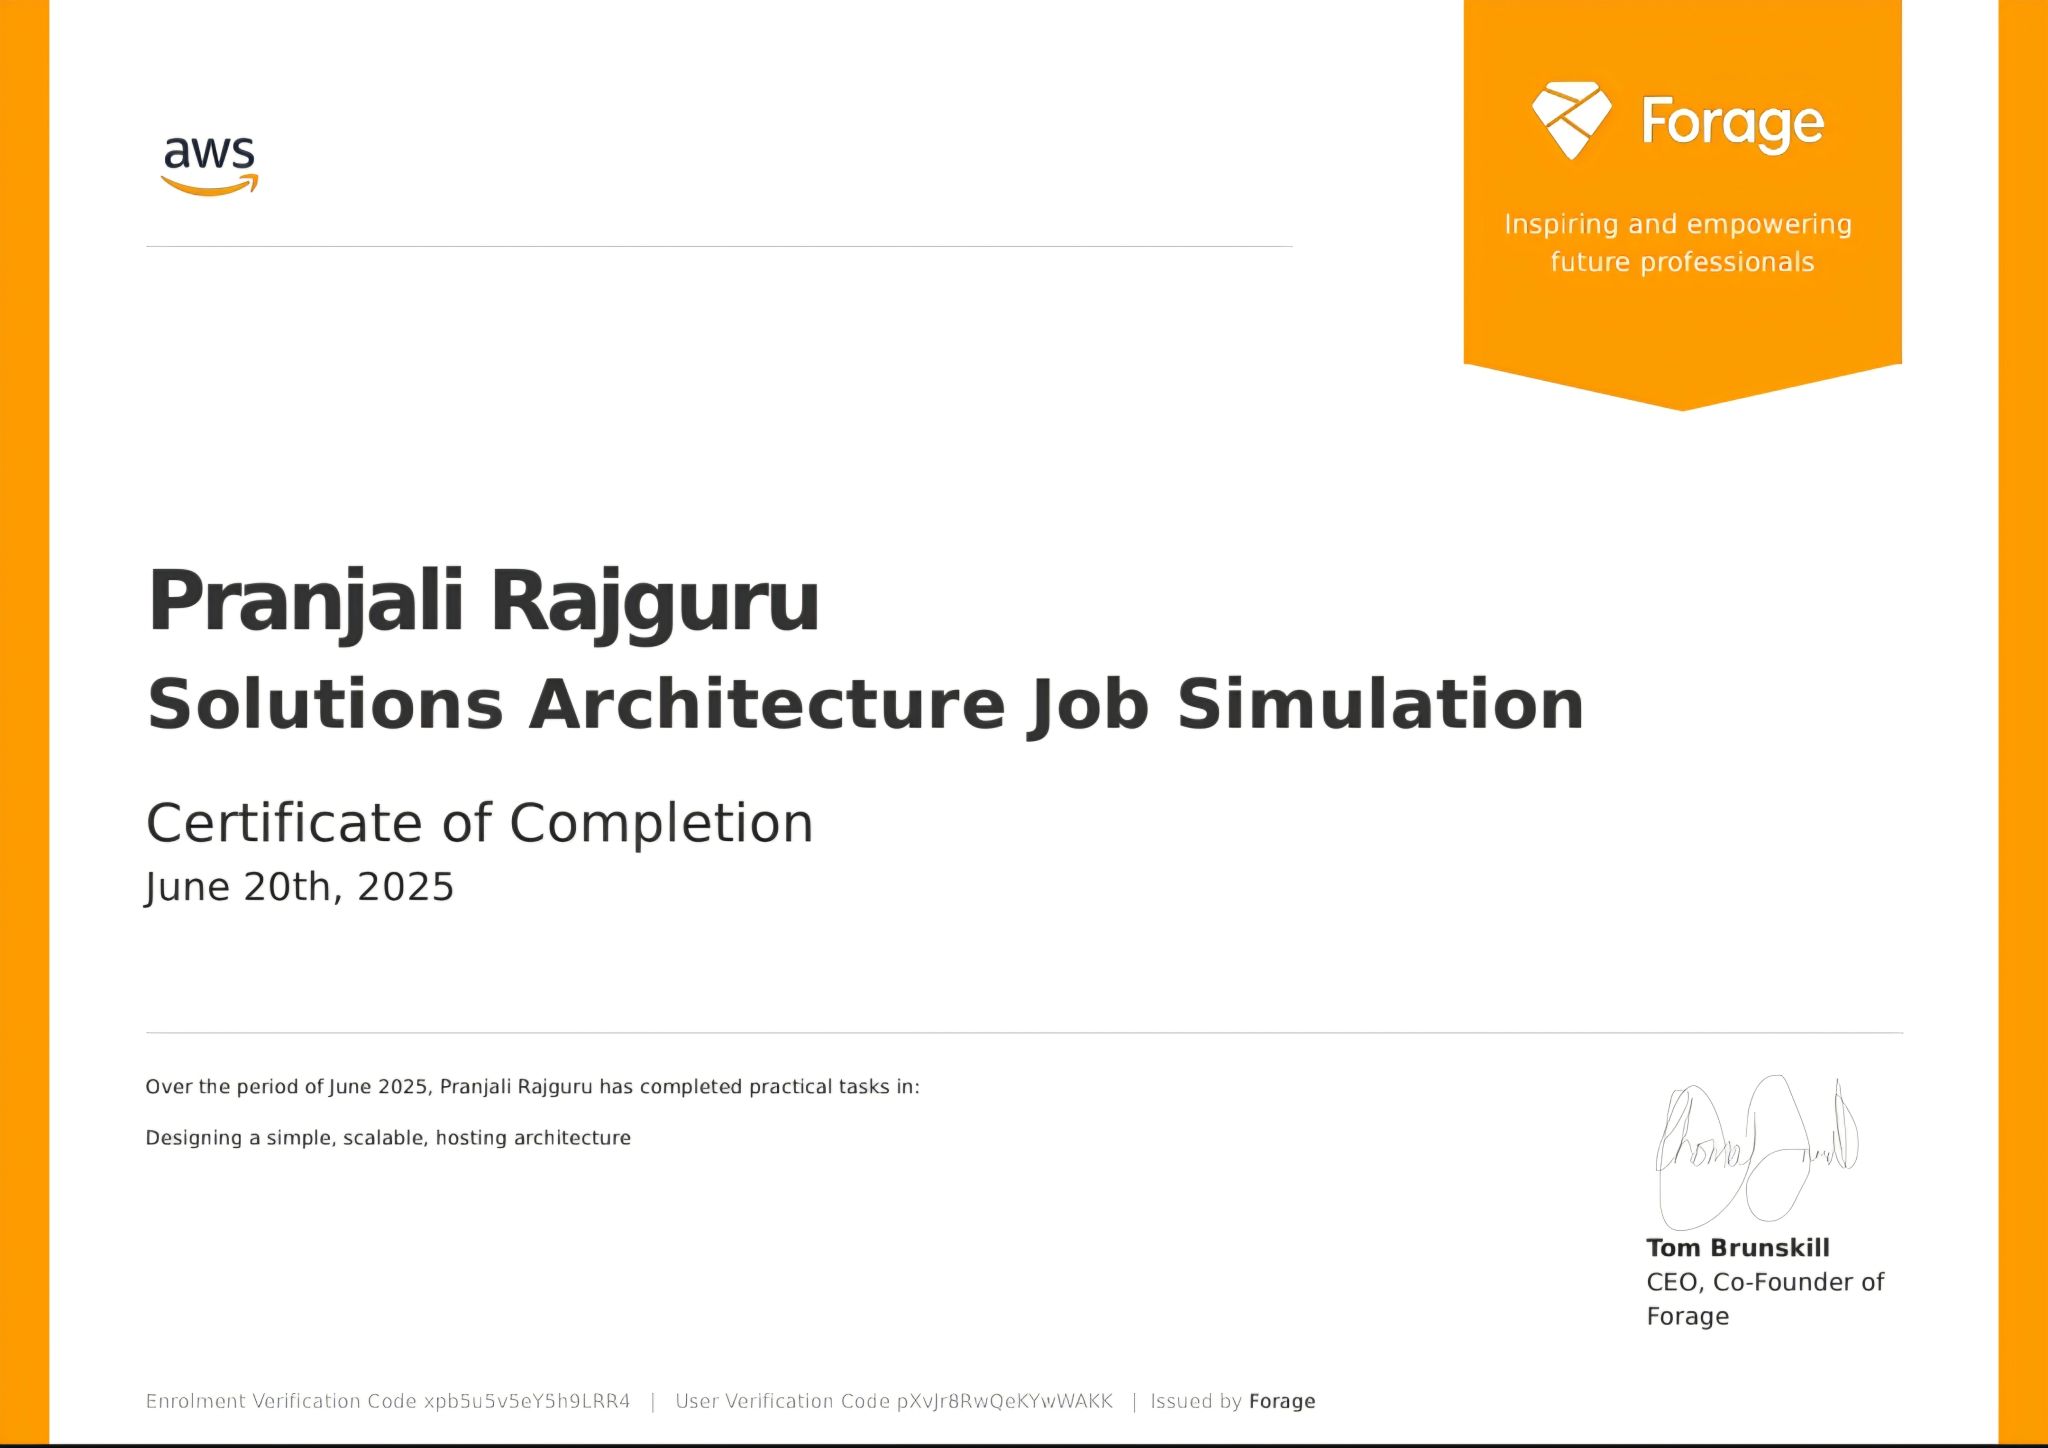 aws
Forage
Inspiring and empowering
future professionals
Pranjali Rajguru
Solutions Architecture Job Simulation
Certificate of Completion
June 20th, 2025
Over the period of June 2025, Pranjali Rajguru has completed practical tasks in:
Designing a simple, scalable, hosting architecture
Tom Brunskill
CEO, Co-Founder of
Forage
Enrolment Verification Code xpb5u5v5eY5h9LRR4 | User Verification Code pXvJr8RwQeKYwWAKK | Issued by Forage